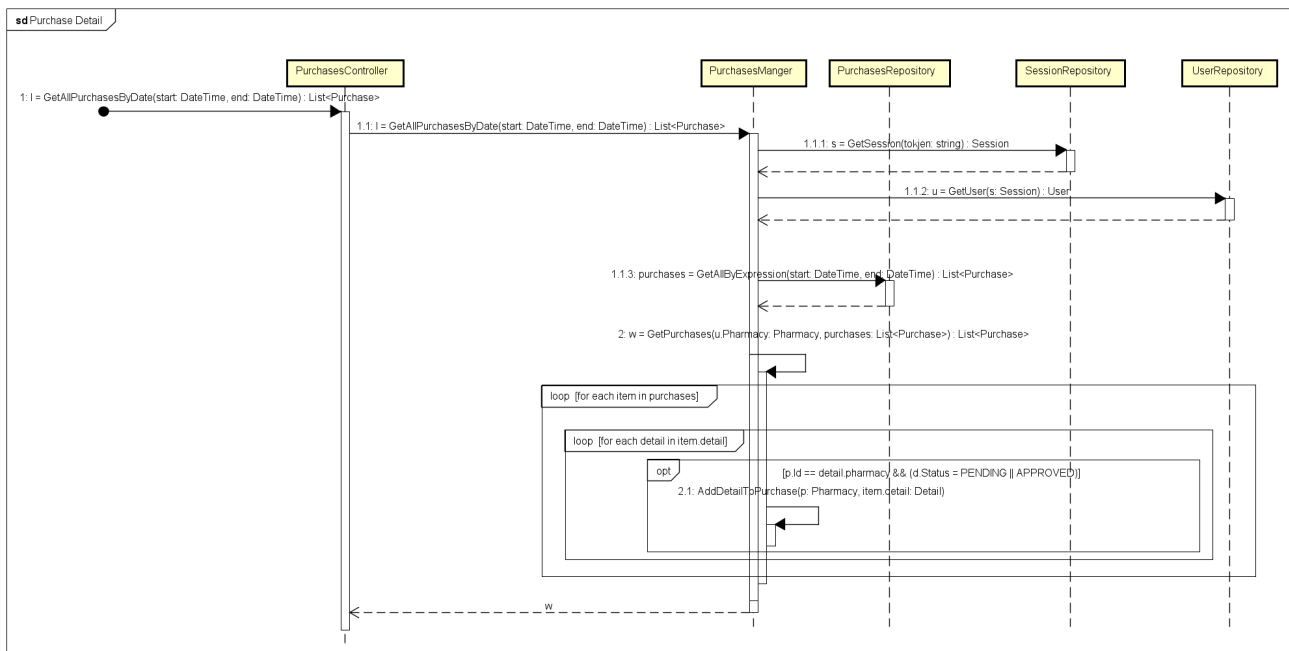 sd Purchase Detail
PurchasesController
PurchasesManger
PurchasesRepository
SessionRepository
UserRepository
1: l = GetAllPurchasesByDate(start: DateTime, end: DateTime) : List<Purchase>
1.1: l = GetAllPurchasesByDate(start: DateTime, end: DateTime) : List<Purchase>
1.1.1: s = GetSession(tokjen: string) : Session
1.1.2: u = GetUser(s: Session) : User
1.1.3: purchases = GetAllByExpression(start: DateTime, end: DateTime) : List<Purchase>
2: w = GetPurchases(u.Pharmacy: Pharmacy, purchases: List<Purchase>) : List<Purchase>
loop [for each item in purchases]
loop [for each detail in item.detail]
opt [p.Id == detail.pharmacy && (d.Status = PENDING || APPROVED)]
2.1: AddDetailToPurchase(p: Pharmacy, item.detail: Detail)
w